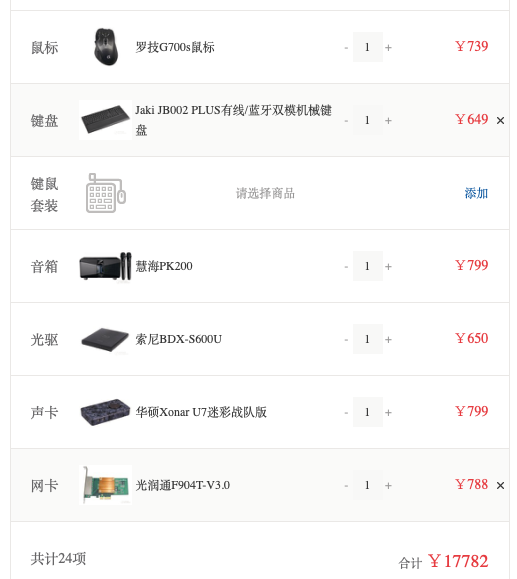 鼠标 罗技G700s鼠标 - 1 + ￥739
键盘 Jaki JB002 PLUS有线/蓝牙双模机械键
盘 - 1 + ￥649 ×
键鼠
套装 请选择商品 添加
音箱 慧海PK200 - 1 + ￥799
光驱 索尼BDX-S600U - 1 + ￥650
声卡 华硕Xonar U7迷彩战队版 - 1 + ￥799
网卡 光润通F904T-V3.0 - 1 + ￥788 ×
共计24项 合计 ￥17782